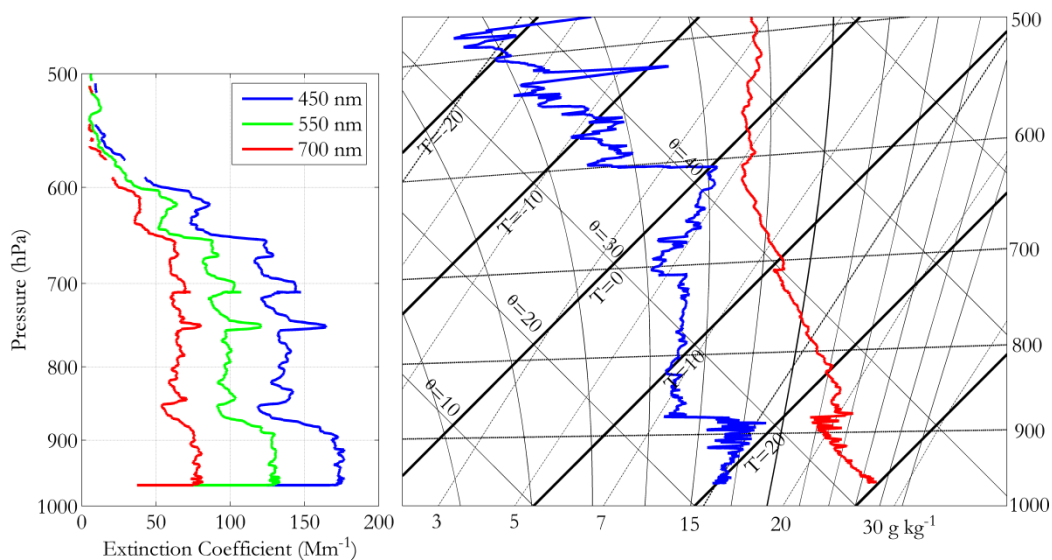 500
600
700
800
900
1000
Pressure (hPa)
0
50
100
150
200
Extinction Coefficient (Mm-1)
450 nm
550 nm
700 nm
T=-20
T=-10
T=0
T=10
T=20
θ=40
θ=30
θ=20
θ=10
500
600
700
800
900
1000
3
5
7
15
20
30 g kg-1